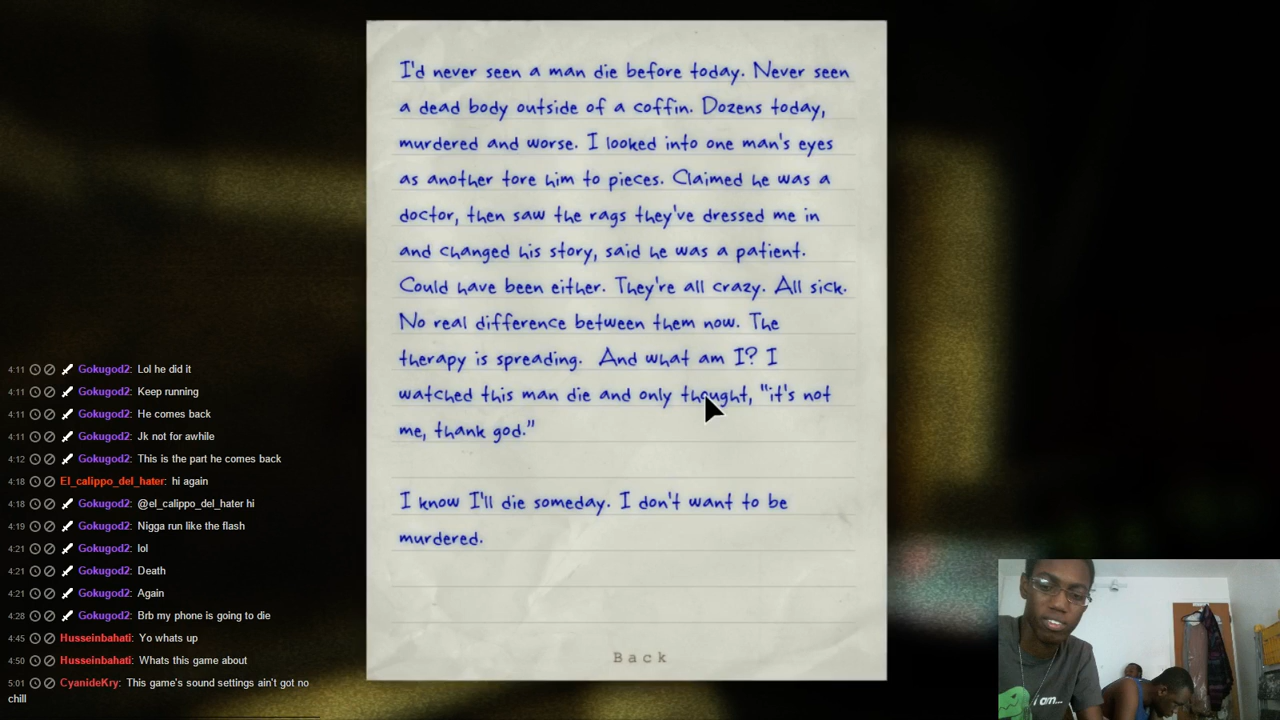 I'd never seen a man die before today. Never seen
a dead body outside of a coffin. Dozens today,
murdered and worse. I looked into one man's eyes
as another tore him to pieces. Claimed he was a
doctor, then saw the rags they've dressed me in
and changed his story, said he was a patient.
Could have been either. They're all crazy. All sick.
No real difference between them now. The
therapy is spreading. And what am I? I
watched this man die and only thought, "it's not
me, thank god."
I know I'll die someday. I don't want to be
murdered.
Back
4:11 Gokugod2: Lol he did it
4:11 Gokugod2: Keep running
4:11 Gokugod2: He comes back
4:11 Gokugod2: Jk not for awhile
4:12 Gokugod2: This is the part he comes back
4:18 El_calippo_del_hater: hi again
4:18 Gokugod2: @el_calippo_del_hater hi
4:19 Gokugod2: Nigga run like the flash
4:21 Gokugod2: lol
4:21 Gokugod2: Death
4:21 Gokugod2: Again
4:28 Gokugod2: Brb my phone is going to die
4:45 Husseinbahati: Yo whats up
4:50 Husseinbahati: Whats this game about
5:01 CyanideKry: This game's sound settings ain't got no
chill
i am...